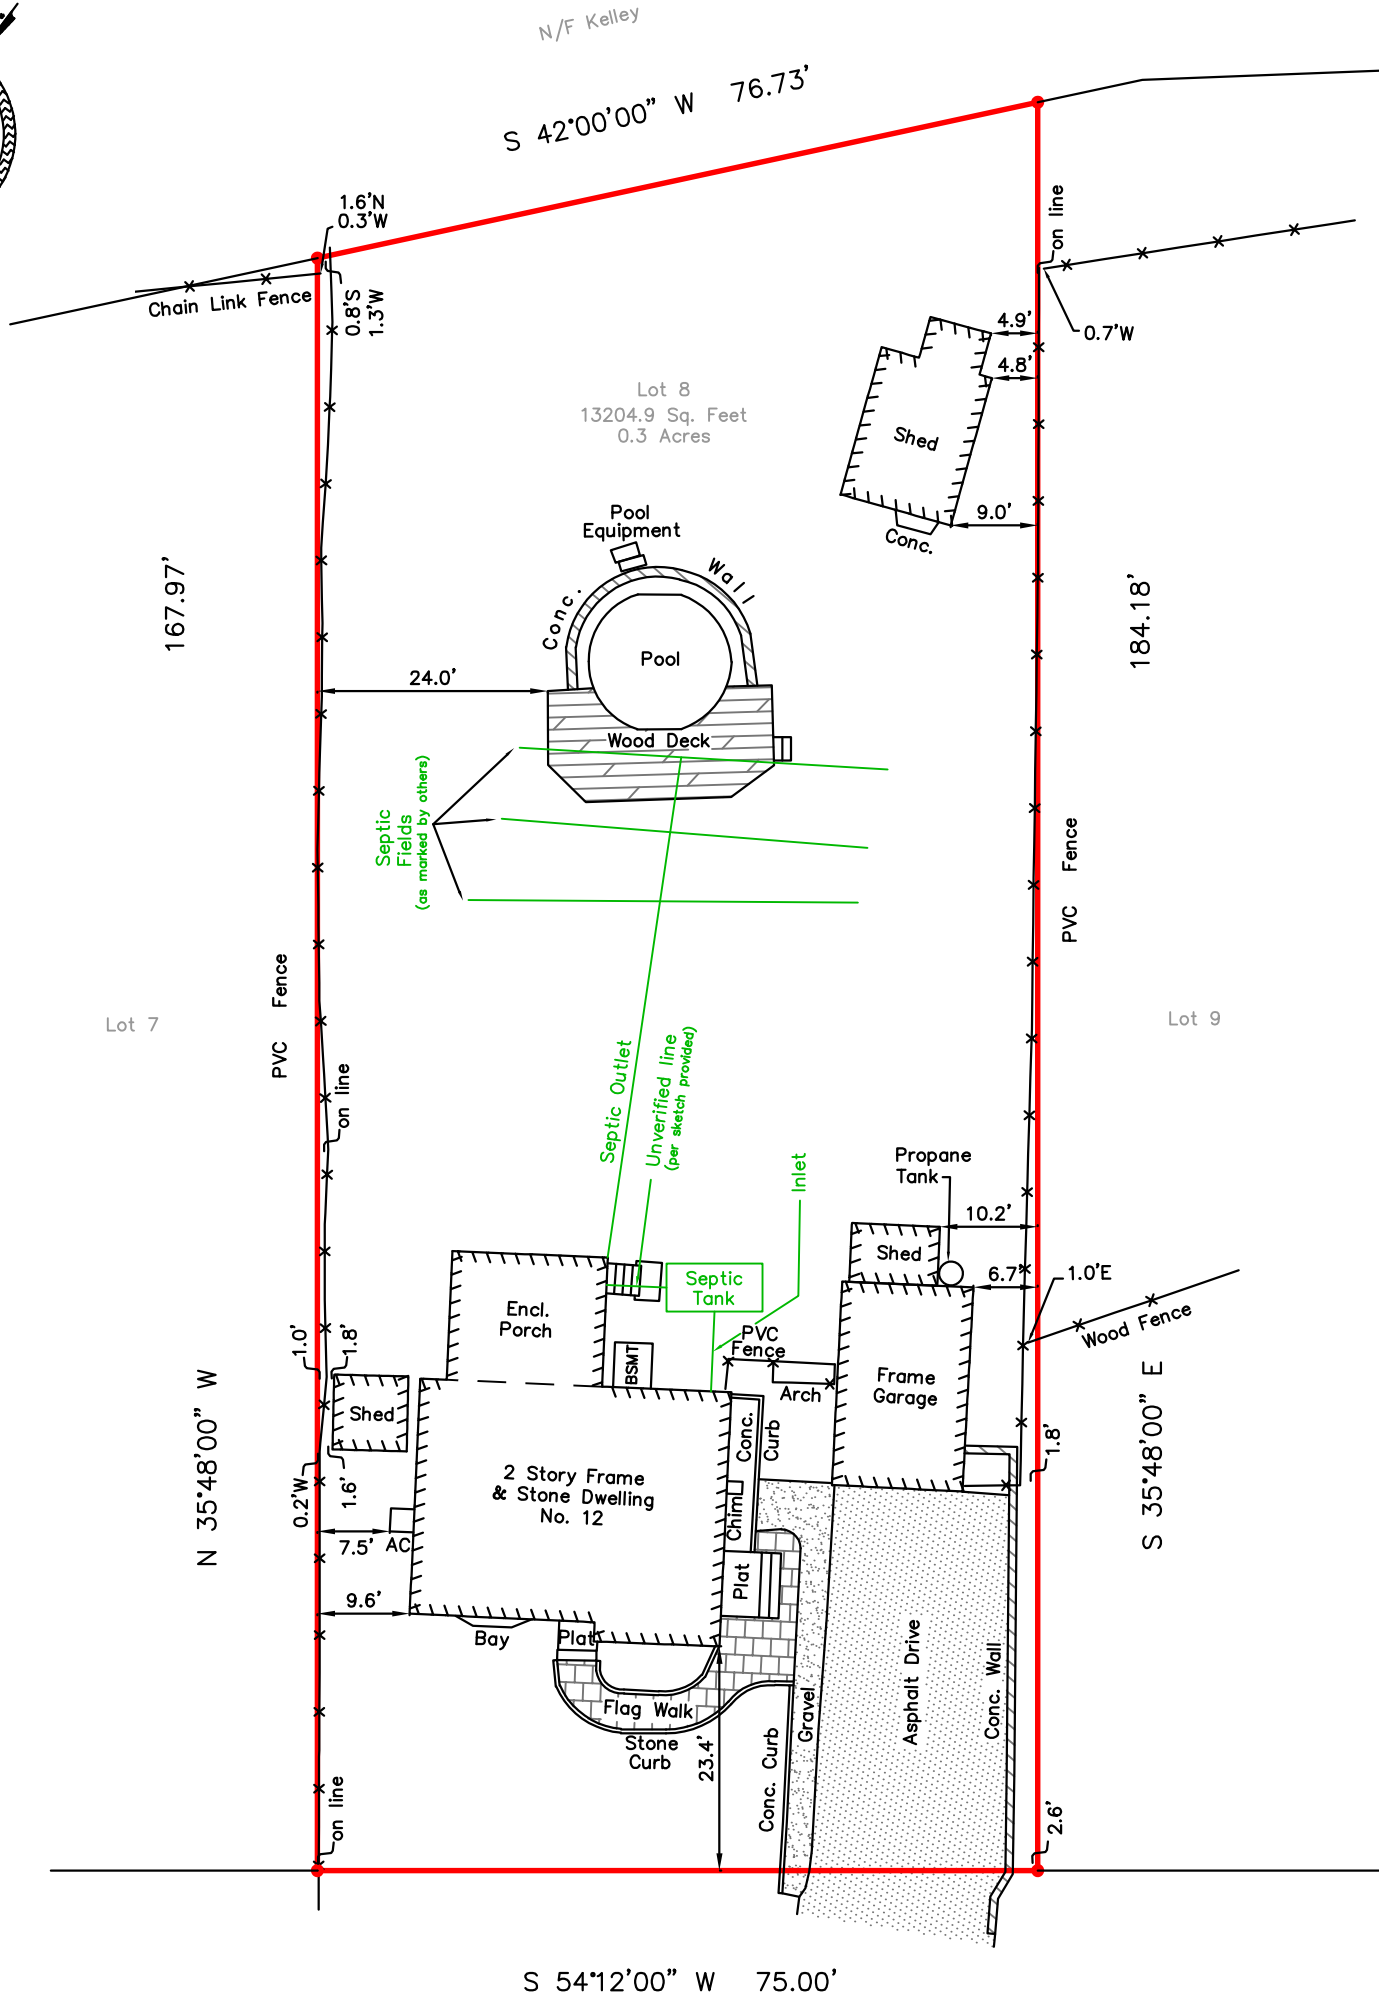 N/F Kelley
S 42°00'00" W 76.73'
1.6'N
0.3'W
Chain Link Fence
0.8'S
1.3'W
on line
0.7'W
4.9'
4.8'
Lot 8
13204.9 Sq. Feet
0.3 Acres
Shed
9.0'
Conc.
Pool
Equipment
Conc. Wall
Pool
167.97'
184.18'
24.0'
Wood Deck
Septic
Fields
(as marked by others)
PVC Fence
PVC Fence
Lot 7
Lot 9
on line
Septic Outlet
Unverified line
(per sketch provided)
Inlet
Propane
Tank
10.2'
Shed
6.7'
1.0'E
Wood Fence
Septic
Tank
Encl.
Porch
BSMT
PVC
Fence
Arch
Frame
Garage
1.0'
1.8'
Shed
0.2'W
1.6'
N 35°48'00" W
S 35°48'00" E
2 Story Frame
& Stone Dwelling
No. 12
Conc.
Curb
Chim
1.8'
7.5'
AC
9.6'
Plat
Bay
Plat
Flag Walk
Stone
Curb
23.4'
Conc. Curb
Gravel
Asphalt Drive
Conc. Wall
on line
2.6'
S 54°12'00" W 75.00'